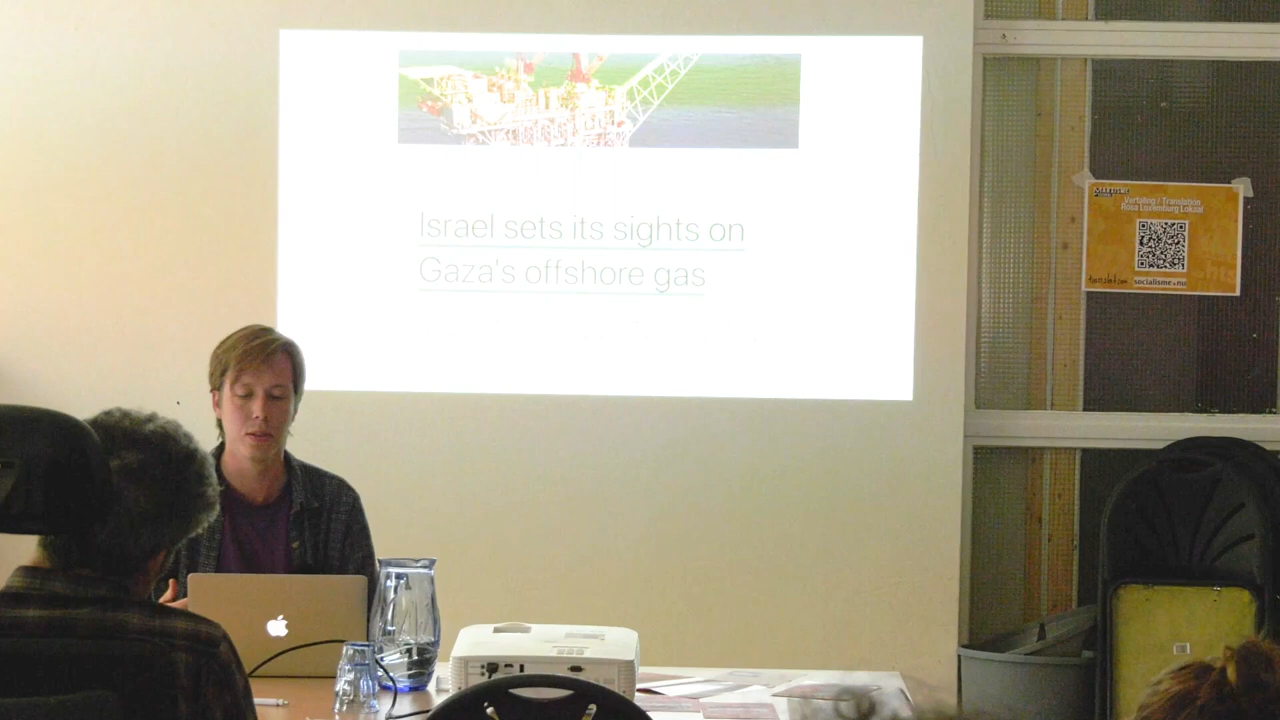 Israel sets its sights on
Gaza's offshore gas
Vertaling / Translation
Rosa Luxemburg Lokaal
socialisme.nu